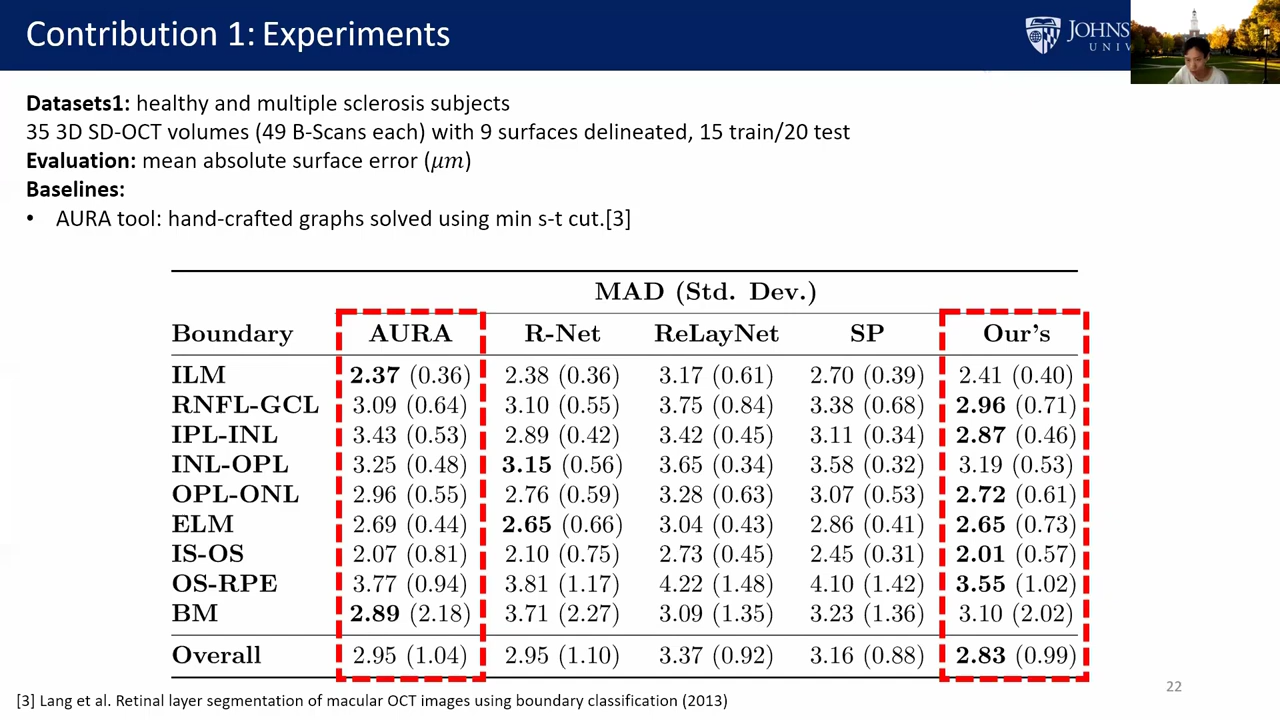 Contribution 1: Experiments
JOHNS
UNIV
Datasets1: healthy and multiple sclerosis subjects
35 3D SD-OCT volumes (49 B-Scans each) with 9 surfaces delineated, 15 train/20 test
Evaluation: mean absolute surface error (μm)
Baselines:
• AURA tool: hand-crafted graphs solved using min s-t cut.[3]
MAD (Std. Dev.)
Boundary AURA R-Net ReLayNet SP Our's
ILM 2.37 (0.36) 2.38 (0.36) 3.17 (0.61) 2.70 (0.39) 2.41 (0.40)
RNFL-GCL 3.09 (0.64) 3.10 (0.55) 3.75 (0.84) 3.38 (0.68) 2.96 (0.71)
IPL-INL 3.43 (0.53) 2.89 (0.42) 3.42 (0.45) 3.11 (0.34) 2.87 (0.46)
INL-OPL 3.25 (0.48) 3.15 (0.56) 3.65 (0.34) 3.58 (0.32) 3.19 (0.53)
OPL-ONL 2.96 (0.55) 2.76 (0.59) 3.28 (0.63) 3.07 (0.53) 2.72 (0.61)
ELM 2.69 (0.44) 2.65 (0.66) 3.04 (0.43) 2.86 (0.41) 2.65 (0.73)
IS-OS 2.07 (0.81) 2.10 (0.75) 2.73 (0.45) 2.45 (0.31) 2.01 (0.57)
OS-RPE 3.77 (0.94) 3.81 (1.17) 4.22 (1.48) 4.10 (1.42) 3.55 (1.02)
BM 2.89 (2.18) 3.71 (2.27) 3.09 (1.35) 3.23 (1.36) 3.10 (2.02)
Overall 2.95 (1.04) 2.95 (1.10) 3.37 (0.92) 3.16 (0.88) 2.83 (0.99)
22
[3] Lang et al. Retinal layer segmentation of macular OCT images using boundary classification (2013)